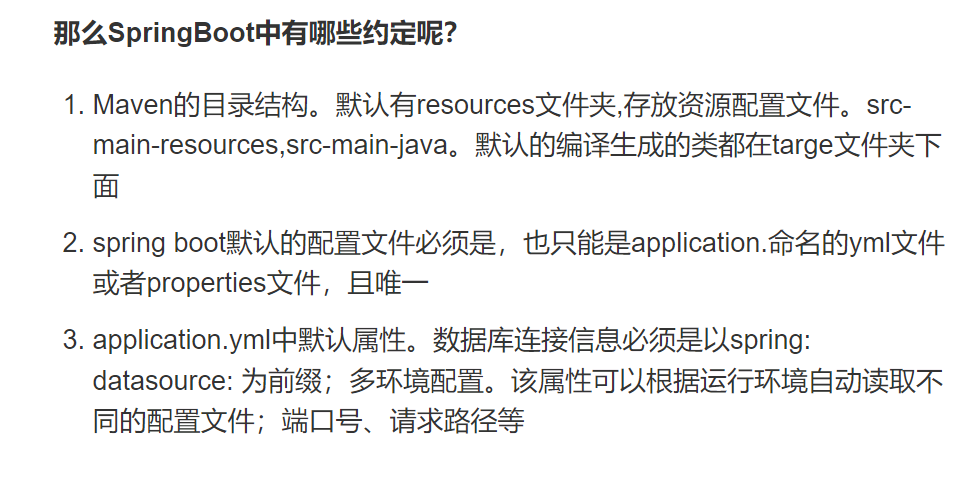 那么SpringBoot中有哪些约定呢？
1. Maven的目录结构。默认有resources文件夹,存放资源配置文件。src-
main-resources,src-main-java。默认的编译生成的类都在targe文件夹下
面
2. spring boot默认的配置文件必须是，也只能是application.命名的yml文件
或者properties文件，且唯一
3. application.yml中默认属性。数据库连接信息必须是以spring:
datasource: 为前缀；多环境配置。该属性可以根据运行环境自动读取不
同的配置文件；端口号、请求路径等